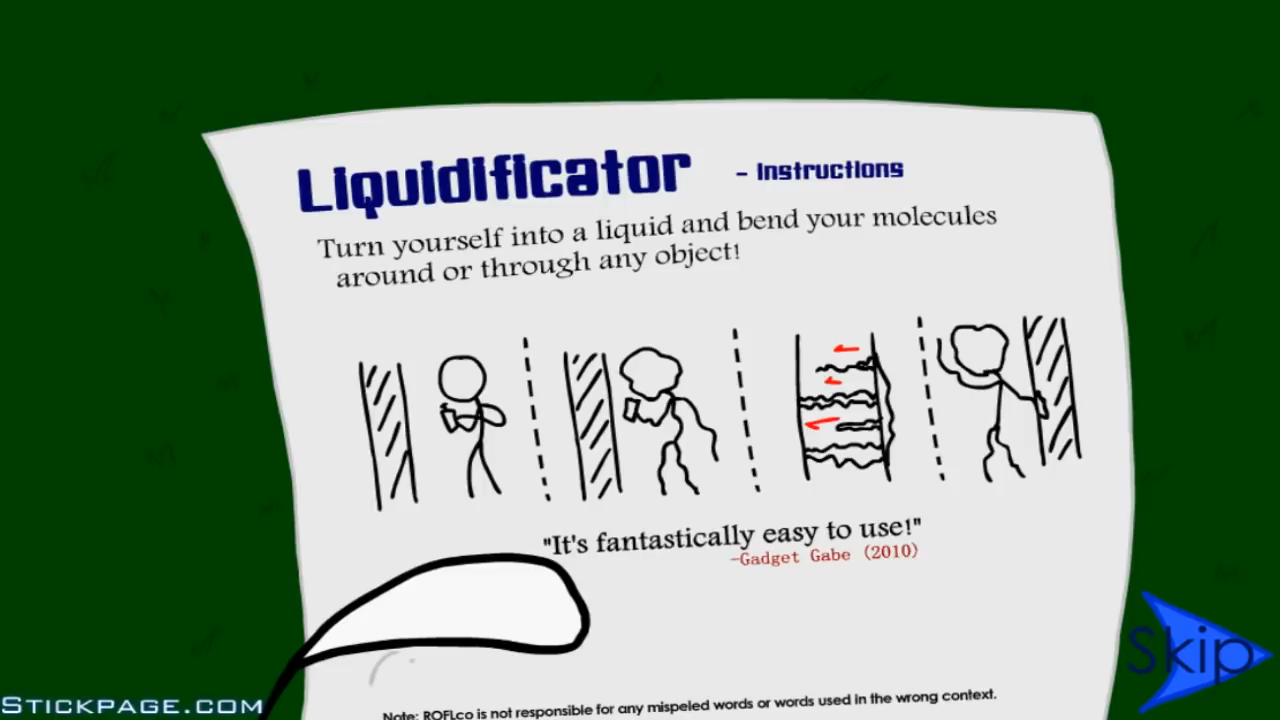 Liquidificator - Instructions
Turn yourself into a liquid and bend your molecules
around or through any object!
"It's fantastically easy to use!"
-Gadget Gabe (2010)
Skip
STICKPAGE.COM
Note: ROFLco is not responsible for any mispeled words or words used in the wrong context.